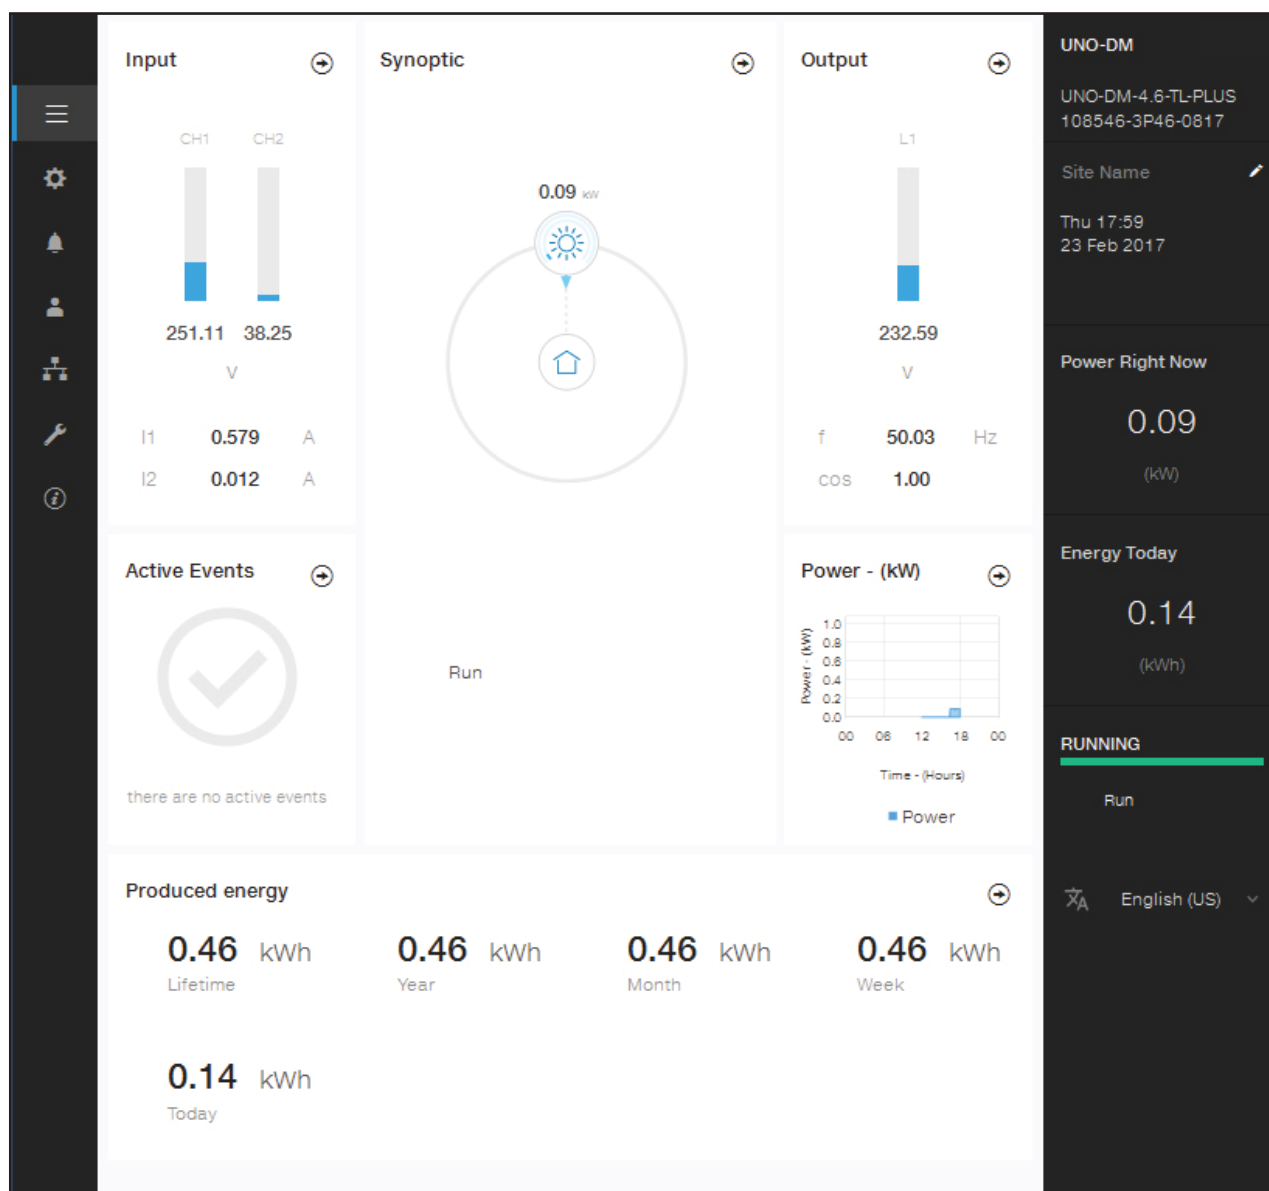 Input
CH1 CH2
251.11 38.25
V
I1 0.579 A
I2 0.012 A
Synoptic
0.09 kW
Run
Output
L1
232.59
V
f 50.03 Hz
cos 1.00
Active Events
there are no active events
Power - (kW)
Power - (kW)
1.0
0.8
0.6
0.4
0.2
0.0
00 06 12 18 00
Time - (Hours)
Power
Produced energy
0.46 kWh
Lifetime
0.46 kWh
Year
0.46 kWh
Month
0.46 kWh
Week
0.14 kWh
Today
UNO-DM
UNO-DM-4.6-TL-PLUS
108546-3P46-0817
Site Name
Thu 17:59
23 Feb 2017
Power Right Now
0.09
(kW)
Energy Today
0.14
(kWh)
RUNNING
Run
English (US)